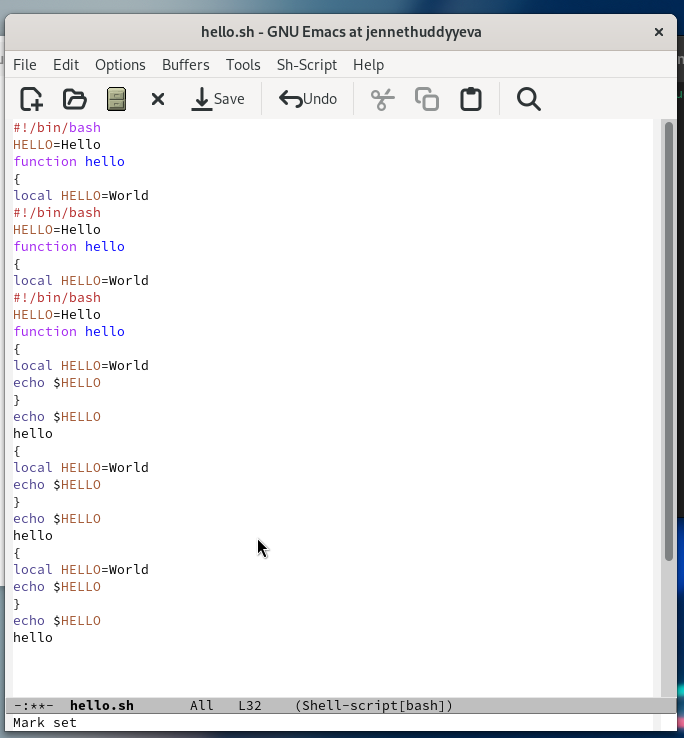 hello.sh - GNU Emacs at jennethuddyyeva ×
File Edit Options Buffers Tools Sh-Script Help
Save Undo
#!/bin/bash
HELLO=Hello
function hello
{
local HELLO=World
#!/bin/bash
HELLO=Hello
function hello
{
local HELLO=World
#!/bin/bash
HELLO=Hello
function hello
{
local HELLO=World
echo $HELLO
}
echo $HELLO
hello
{
local HELLO=World
echo $HELLO
}
echo $HELLO
hello
{
local HELLO=World
echo $HELLO
}
echo $HELLO
hello
-:**- hello.sh All L32 (Shell-script[bash])
Mark set